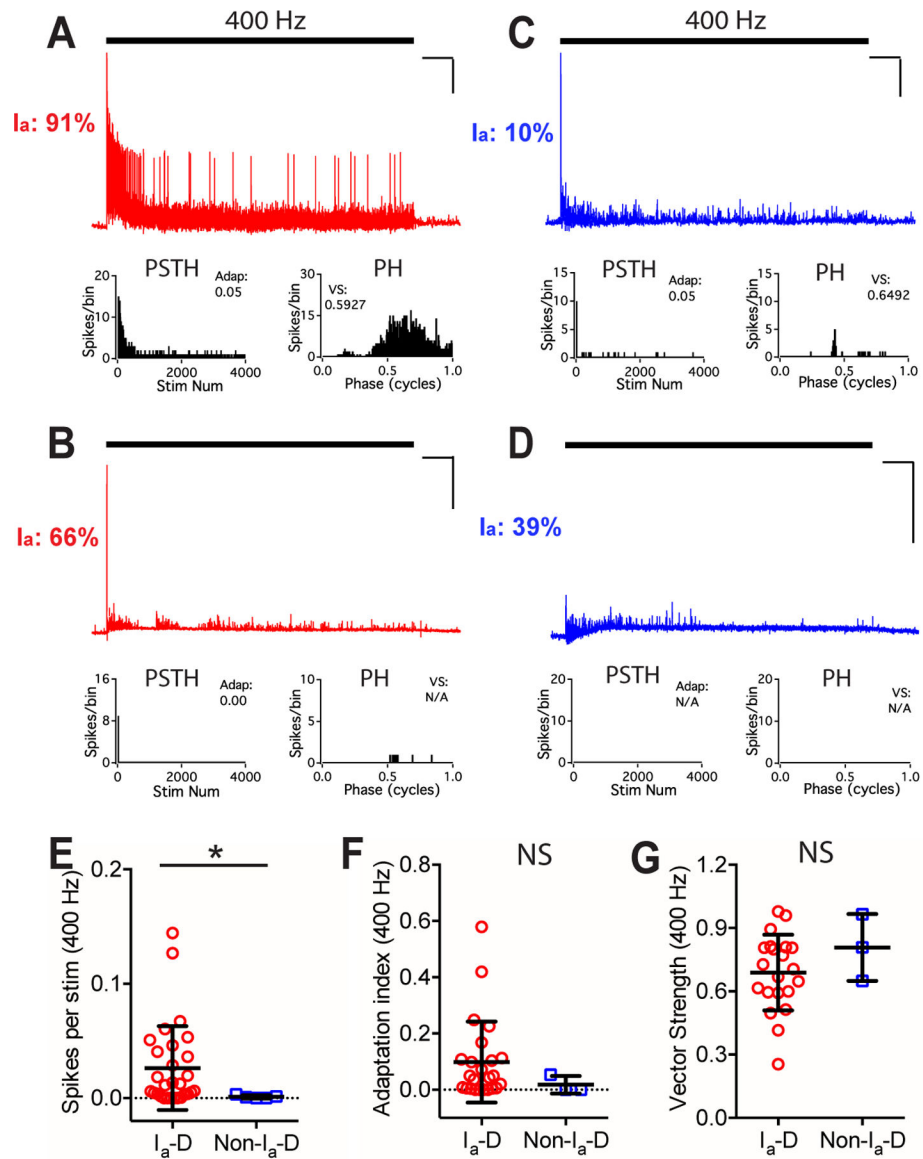 A
400 Hz
Ia: 91%
PSTH
Adap:
0.05
Spikes/bin
20
10
0
0
2000
4000
Stim Num
PH
VS:
0.5927
Spikes/bin
30
15
0
0.0
0.5
1.0
Phase (cycles)
C
400 Hz
Ia: 10%
PSTH
Adap:
0.05
Spikes/bin
15
10
5
0
0
2000
4000
Stim Num
PH
VS:
0.6492
Spikes/bin
15
10
5
0
0.0
0.5
1.0
Phase (cycles)
B
Ia: 66%
PSTH
Adap:
0.00
Spikes/bin
16
8
0
0
2000
4000
Stim Num
PH
VS:
N/A
Spikes/bin
10
5
0
0.0
0.5
1.0
Phase (cycles)
D
Ia: 39%
PSTH
Adap:
N/A
Spikes/bin
20
10
0
0
2000
4000
Stim Num
PH
VS:
N/A
Spikes/bin
20
10
0
0.0
0.5
1.0
Phase (cycles)
E
*
Spikes per stim (400 Hz)
0.2
0.1
0.0
Ia-D
Non-Ia-D
F
NS
Adaptation index (400 Hz)
0.8
0.6
0.4
0.2
0.0
Ia-D
Non-Ia-D
G
NS
Vector Strength (400 Hz)
1.2
0.9
0.6
0.3
0.0
Ia-D
Non-Ia-D